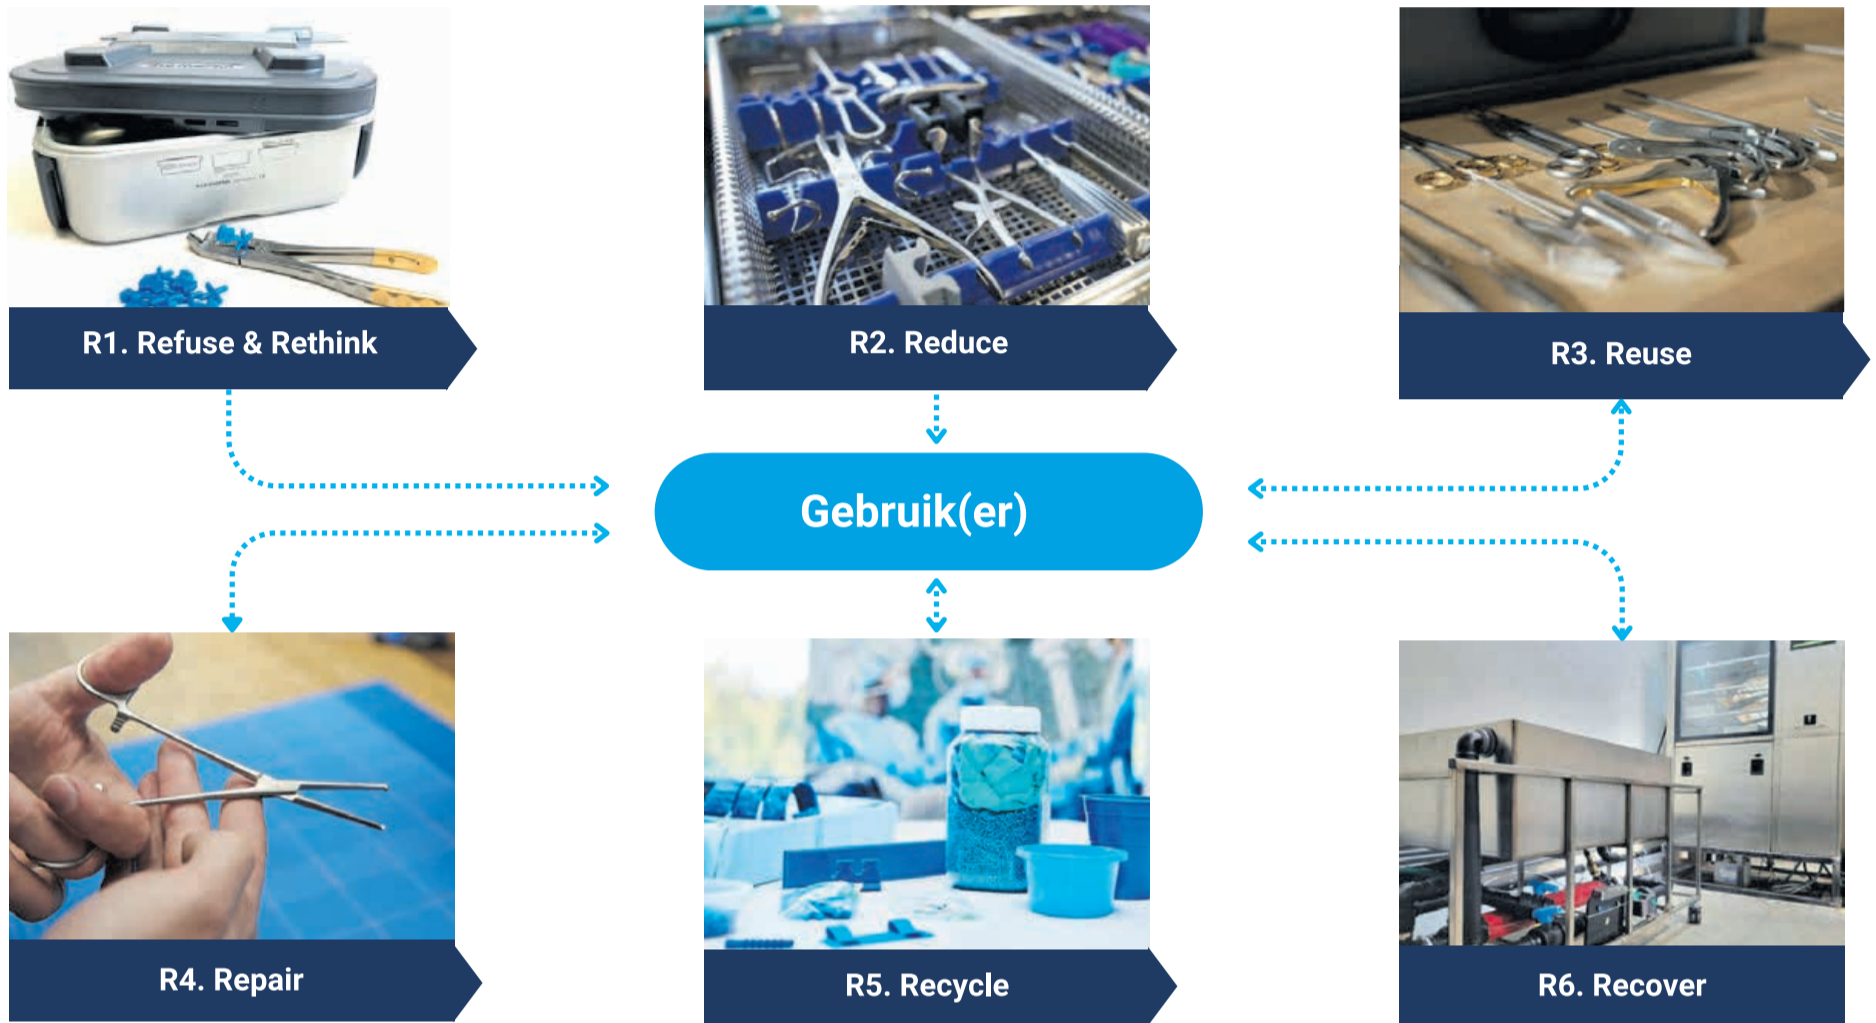 R1. Refuse & Rethink
R2. Reduce
R3. Reuse
Gebruik(er)
R4. Repair
R5. Recycle
R6. Recover